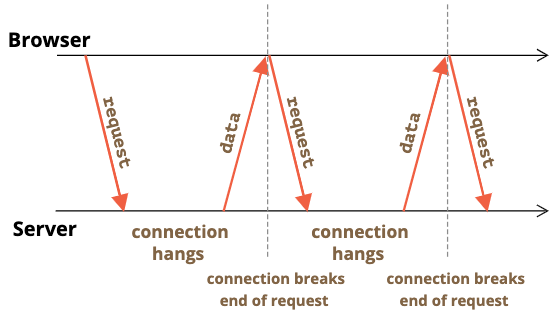 Browser
request
data
request
data
request
Server
connection
hangs
connection
hangs
connection breaks
end of request
connection breaks
end of request